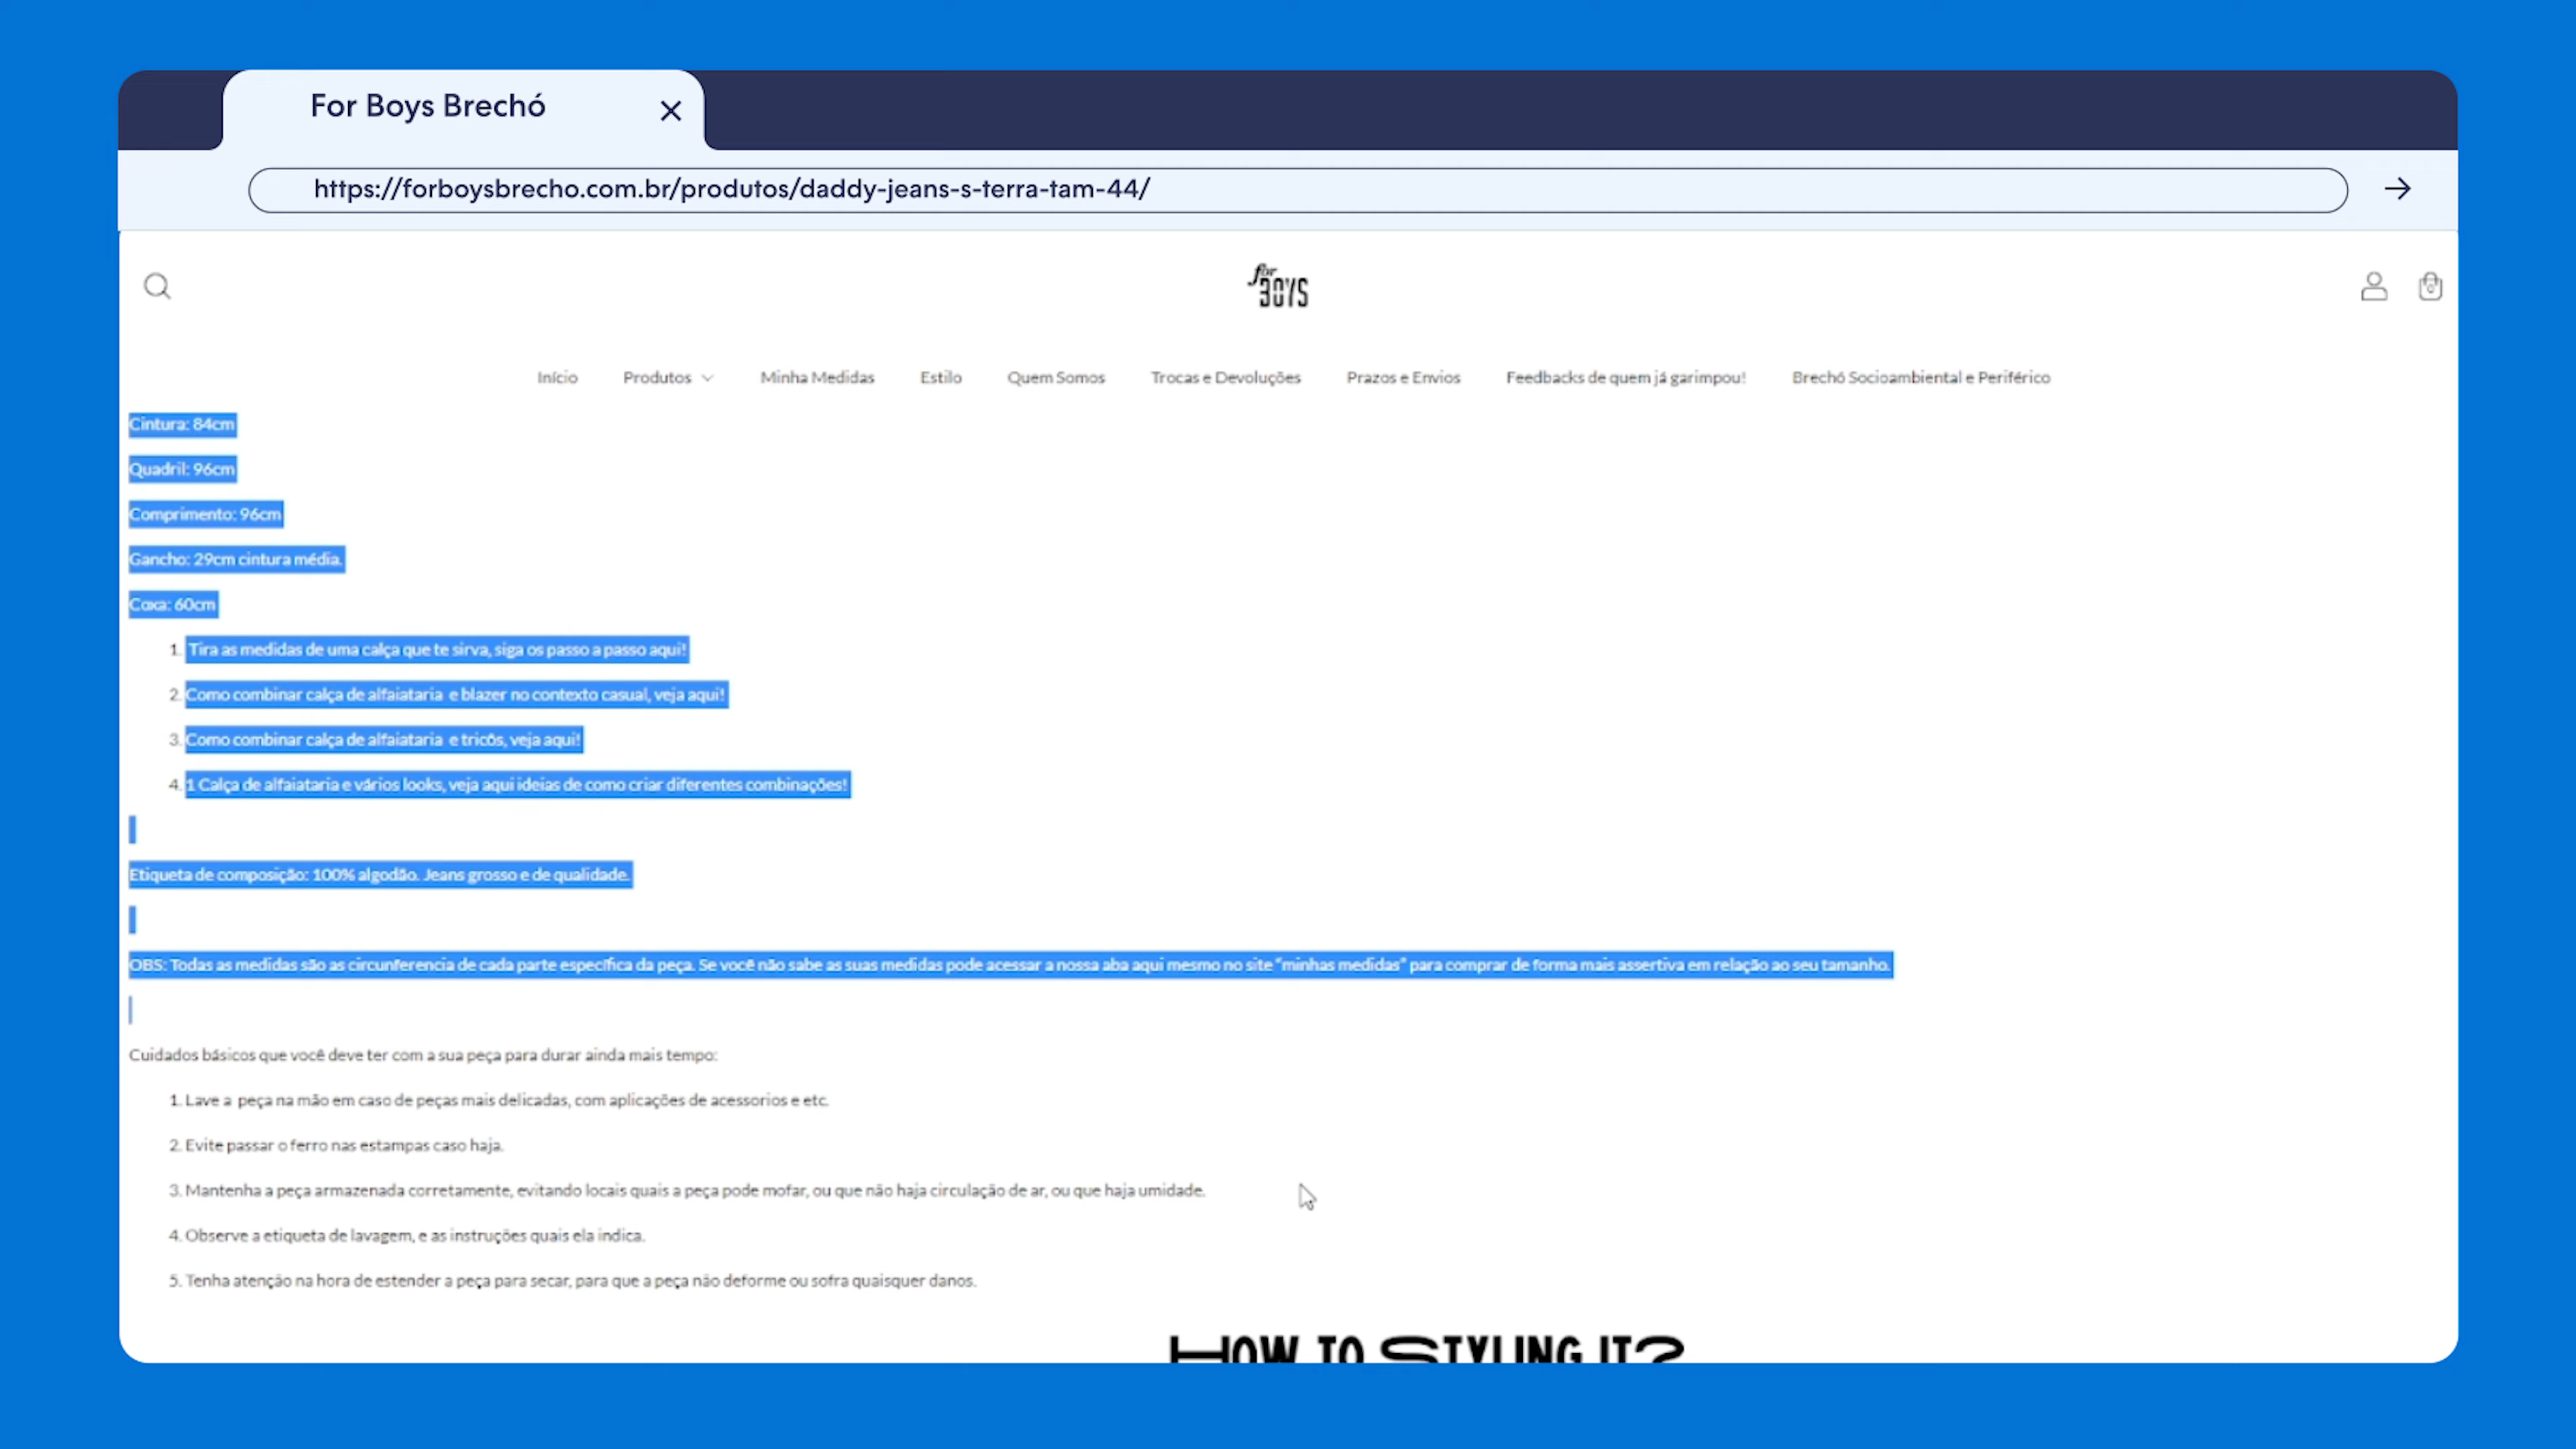 For Boys Brechó
https://forboysbrecho.com.br/produtos/daddy-jeans-s-terra-tam-44/
for BOYS
0
Início Produtos Minha Medidas Estilo Quem Somos Trocas e Devoluções Prazos e Envios Feedbacks de quem já garimpou! Brechó Socioambiental e Periférico
Cintura: 84cm
Quadril: 96cm
Comprimento: 96cm
Gancho: 29cm cintura média.
Coxa: 60cm
1. Tira as medidas de uma calça que te sirva, siga os passo a passo aqui!
2. Como combinar calça de alfaiataria e blazer no contexto casual, veja aqui!
3. Como combinar calça de alfaiataria e tricôs, veja aqui!
4. 1 Calça de alfaiataria e vários looks, veja aqui ideias de como criar diferentes combinações!
Etiqueta de composição: 100% algodão. Jeans grosso e de qualidade.
OBS: Todas as medidas são as circunferencia de cada parte específica da peça. Se você não sabe as suas medidas pode acessar a nossa aba aqui mesmo no site “minhas medidas” para comprar de forma mais assertiva em relação ao seu tamanho.
Cuidados básicos que você deve ter com a sua peça para durar ainda mais tempo:
1. Lave a peça na mão em caso de peças mais delicadas, com aplicações de acessorios e etc.
2. Evite passar o ferro nas estampas caso haja.
3. Mantenha a peça armazenada corretamente, evitando locais quais a peça pode mofar, ou que não haja circulação de ar, ou que haja umidade.
4. Observe a etiqueta de lavagem, e as instruções quais ela indica.
5. Tenha atenção na hora de estender a peça para secar, para que a peça não deforme ou sofra quaisquer danos.
HOW TO STYLING IT?